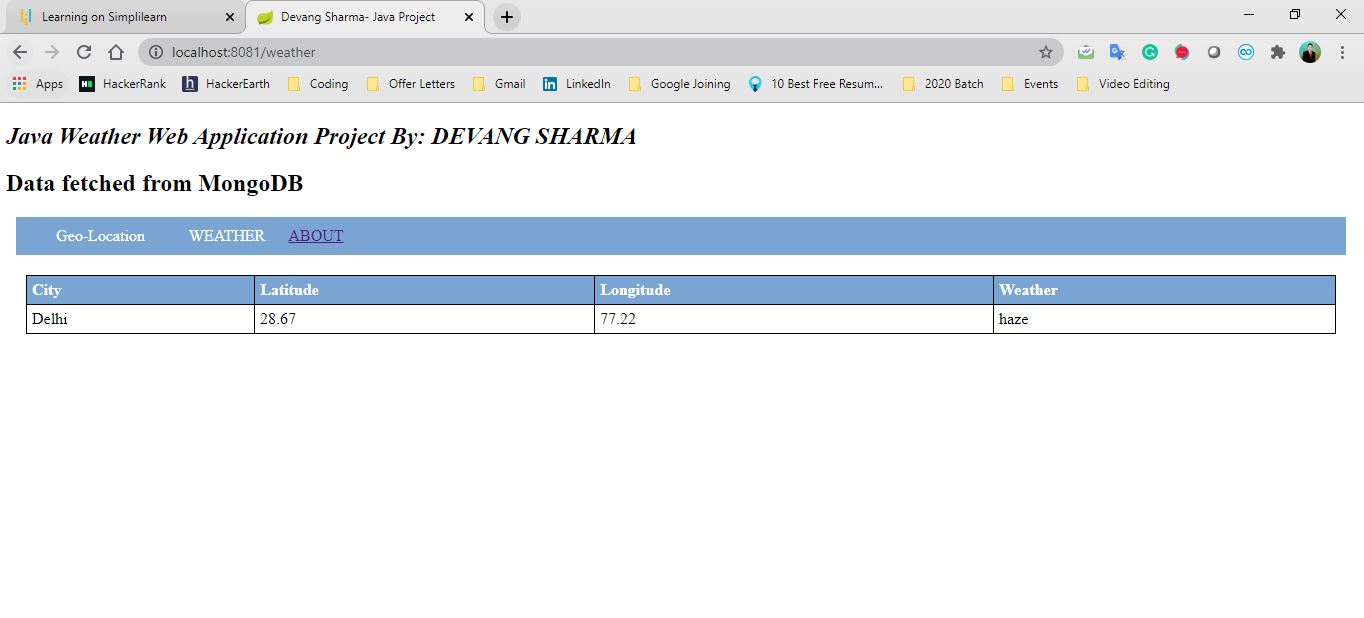 Learning on Simplilearn Devang Sharma- Java Project
localhost:8081/weather
Apps HackerRank HackerEarth Coding Offer Letters Gmail LinkedIn Google Joining 10 Best Free Resum... 2020 Batch Events Video Editing
Java Weather Web Application Project By: DEVANG SHARMA
Data fetched from MongoDB
Geo-Location WEATHER ABOUT
City Latitude Longitude Weather
Delhi 28.67 77.22 haze